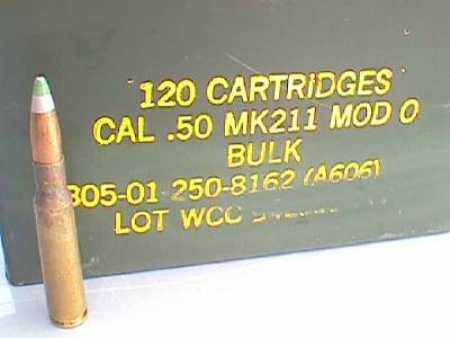 120 CARTRIDGES
CAL .50 MK211 MOD 0
BULK
305-01-250-8162 (A606)
LOT WCC